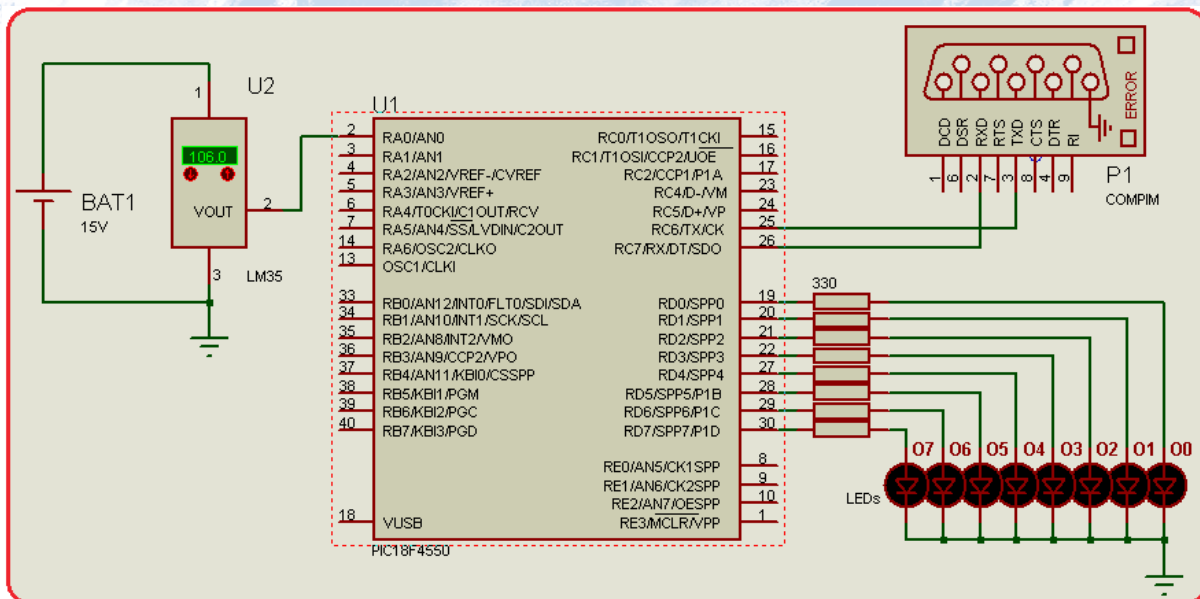 U2
1
106.0
VOUT
2
3
LM35
BAT1
15V
U1
2
RA0/AN0
3
RA1/AN1
4
RA2/AN2/VREF-/CVREF
5
RA3/AN3/VREF+
6
RA4/T0CKI/C1OUT/RCV
7
RA5/AN4/SS/LVDIN/C2OUT
14
RA6/OSC2/CLKO
13
OSC1/CLKI
33
RB0/AN12/INT0/FLT0/SDI/SDA
34
RB1/AN10/INT1/SCK/SCL
35
RB2/AN8/INT2/VMO
36
RB3/AN9/CCP2/VPO
37
RB4/AN11/KBI0/CSSPP
38
RB5/KBI1/PGM
39
RB6/KBI2/PGC
40
RB7/KBI3/PGD
18
VUSB
RC0/T1OSO/T1CKI
15
RC1/T1OSI/CCP2/UOE
16
RC2/CCP1/P1A
17
RC4/D-/VM
23
RC5/D+/VP
24
RC6/TX/CK
25
RC7/RX/DT/SDO
26
RD0/SPP0
19
RD1/SPP1
20
RD2/SPP2
21
RD3/SPP3
22
RD4/SPP4
27
RD5/SPP5/P1B
28
RD6/SPP6/P1C
29
RD7/SPP7/P1D
30
RE0/AN5/CK1SPP
8
RE1/AN6/CK2SPP
9
RE2/AN7/OESPP
10
RE3/MCLR/VPP
1
PIC18F4550
ERROR
DCD
DSR
RXD
RTS
TXD
CTS
DTR
RI
1
6
2
7
3
8
4
9
P1
COMPIM
330
O7 O6 O5 O4 O3 O2 O1 O0
LEDs